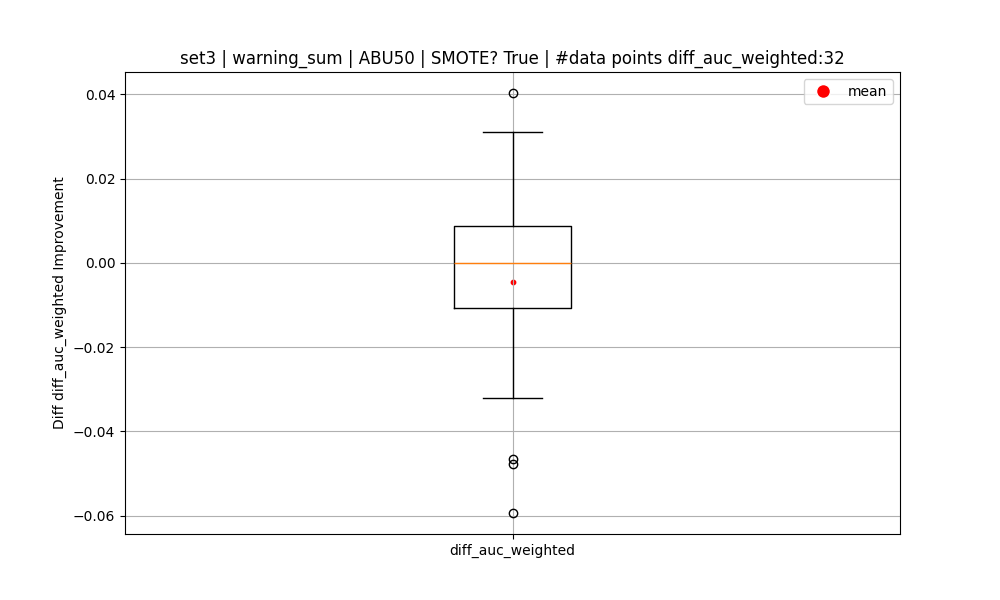 set3 | warning_sum | ABU50 | SMOTE? True | #data points diff_auc_weighted:32
mean
Diff diff_auc_weighted Improvement
0.04
0.02
0.00
−0.02
−0.04
−0.06
diff_auc_weighted